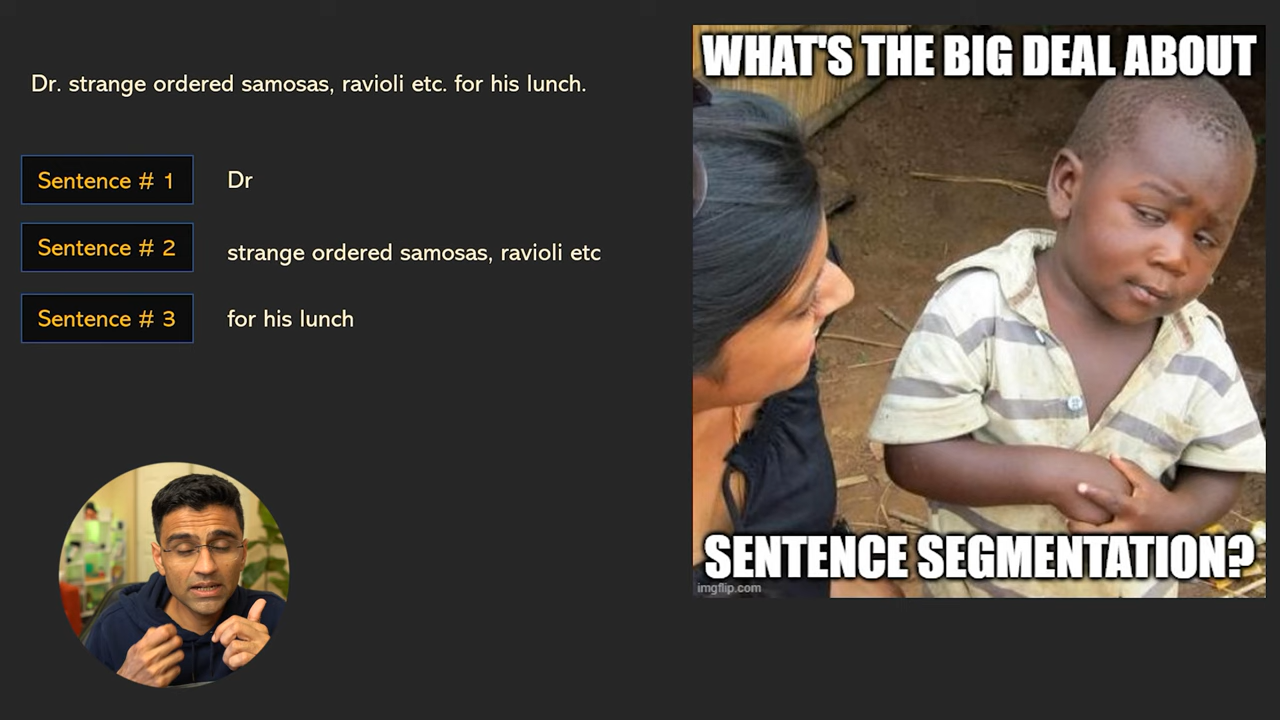 Dr. strange ordered samosas, ravioli etc. for his lunch.
Sentence # 1
Dr
Sentence # 2
strange ordered samosas, ravioli etc
Sentence # 3
for his lunch
WHAT'S THE BIG DEAL ABOUT
SENTENCE SEGMENTATION?
imgflip.com